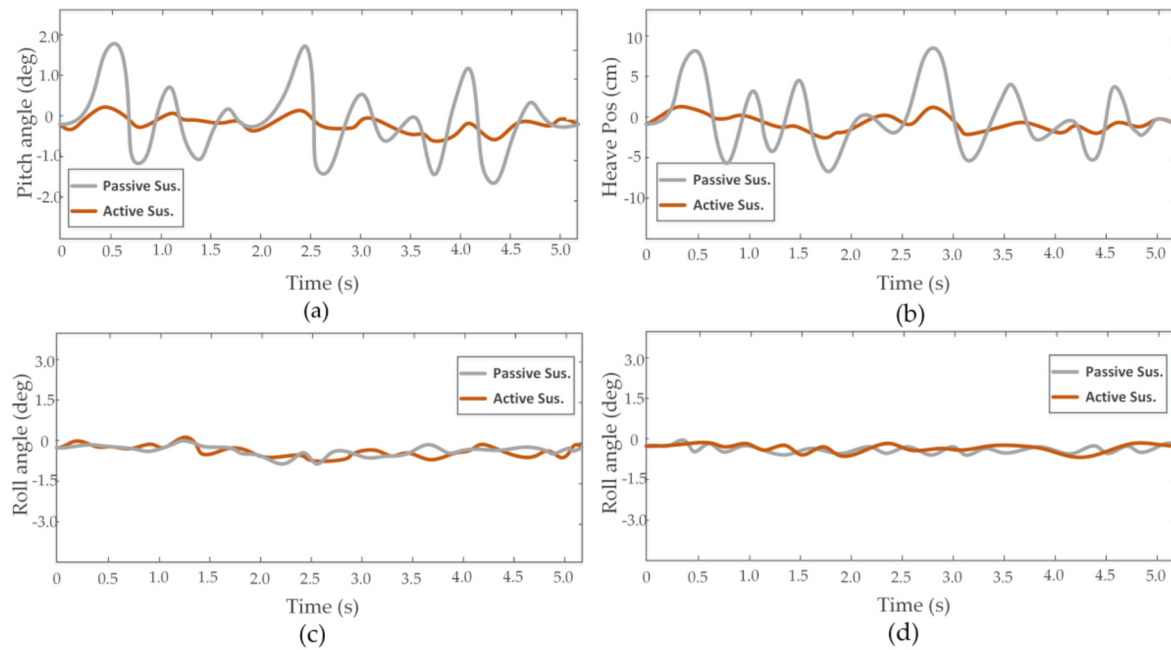 Pitch angle (deg)
2.0
1.0
0
-1.0
-2.0
Passive Sus.
Active Sus.
0 0.5 1.0 1.5 2.0 2.5 3.0 3.5 4.0 4.5 5.0
Time (s)
(a)
Heave Pos (cm)
10
5
0
-5
-10
Passive Sus.
Active Sus.
0 0.5 1.0 1.5 2.0 2.5 3.0 3.5 4.0 4.5 5.0
Time (s)
(b)
Roll angle (deg)
3.0
1.5
0
-1.5
-3.0
Passive Sus.
Active Sus.
0 0.5 1.0 1.5 2.0 2.5 3.0 3.5 4.0 4.5 5.0
Time (s)
(c)
Roll angle (deg)
3.0
1.5
0
-1.5
-3.0
Passive Sus.
Active Sus.
0 0.5 1.0 1.5 2.0 2.5 3.0 3.5 4.0 4.5 5.0
Time (s)
(d)